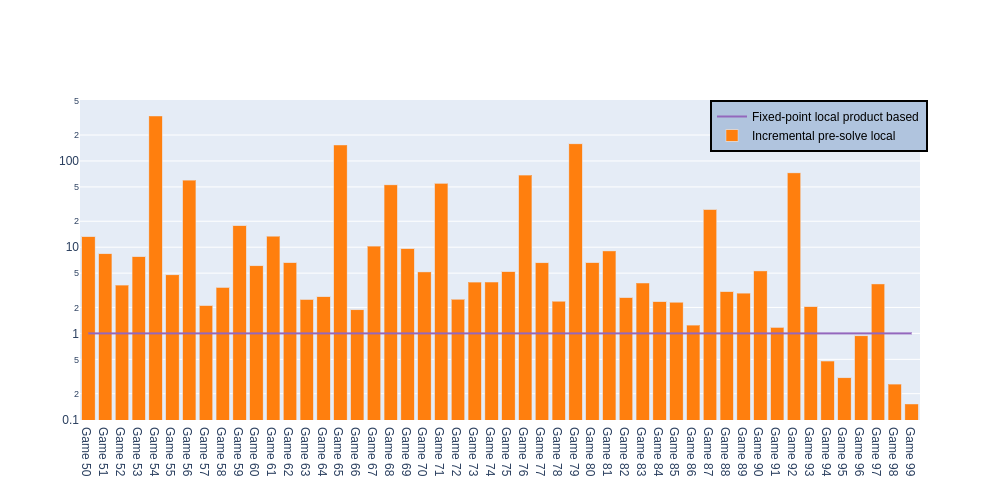 Fixed-point local product based
Incremental pre-solve local
5
2
100
5
2
10
5
2
1
5
2
0.1
Game 50
Game 51
Game 52
Game 53
Game 54
Game 55
Game 56
Game 57
Game 58
Game 59
Game 60
Game 61
Game 62
Game 63
Game 64
Game 65
Game 66
Game 67
Game 68
Game 69
Game 70
Game 71
Game 72
Game 73
Game 74
Game 75
Game 76
Game 77
Game 78
Game 79
Game 80
Game 81
Game 82
Game 83
Game 84
Game 85
Game 86
Game 87
Game 88
Game 89
Game 90
Game 91
Game 92
Game 93
Game 94
Game 95
Game 96
Game 97
Game 98
Game 99